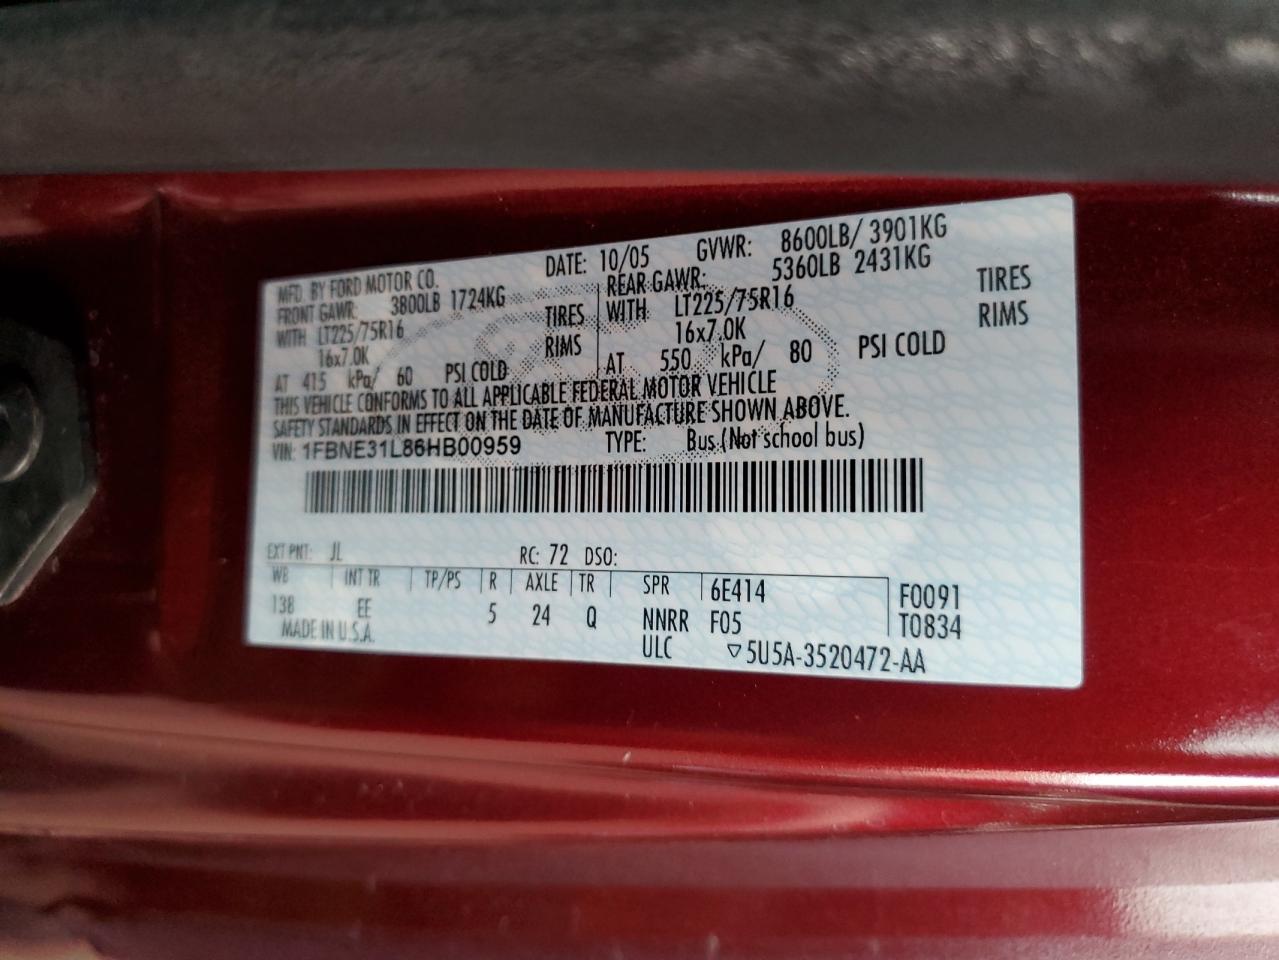 MFD. BY FORD MOTOR CO. DATE: 10/05 GVWR: 8600LB/ 3901KG
FRONT GAWR: 3800LB 1724KG REAR GAWR: 5360LB 2431KG
WITH LT225/75R16 TIRES WITH LT225/75R16 TIRES
16x7.0K RIMS 16x7.0K RIMS
AT 415 kPa/ 60 PSI COLD AT 550 kPa/ 80 PSI COLD
THIS VEHICLE CONFORMS TO ALL APPLICABLE FEDERAL MOTOR VEHICLE
SAFETY STANDARDS IN EFFECT ON THE DATE OF MANUFACTURE SHOWN ABOVE.
VIN: 1FBNE31L86HB00959 TYPE: Bus (Not school bus)
EXT PNT: JL RC: 72 DSO:
WB INT TR TP/PS R AXLE TR SPR 6E414 F0091
138 EE 5 24 Q NNRR F05 T0834
MADE IN U.S.A. ULC ▽5U5A-3520472-AA